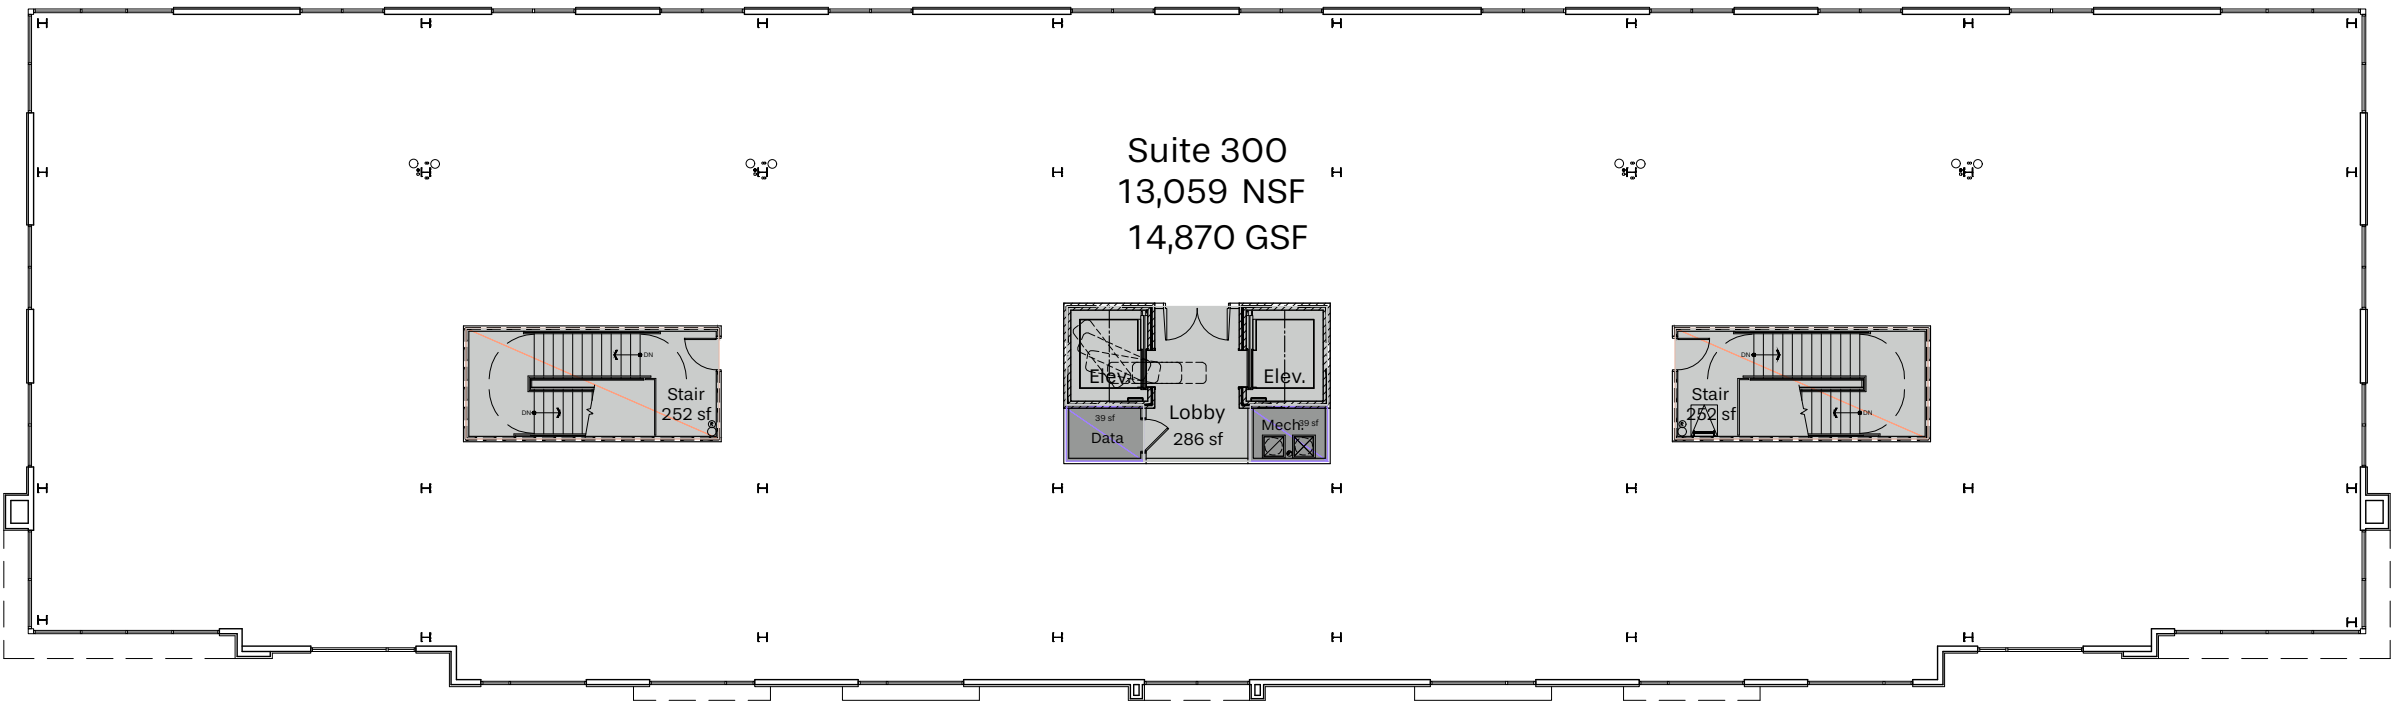 Suite 300
13,059 NSF
14,870 GSF
DN
DN
Stair
252 sf
Elev.
Elev.
Lobby
286 sf
39 sf
Data
Mech.
39 sf
DN
DN
Stair
252 sf